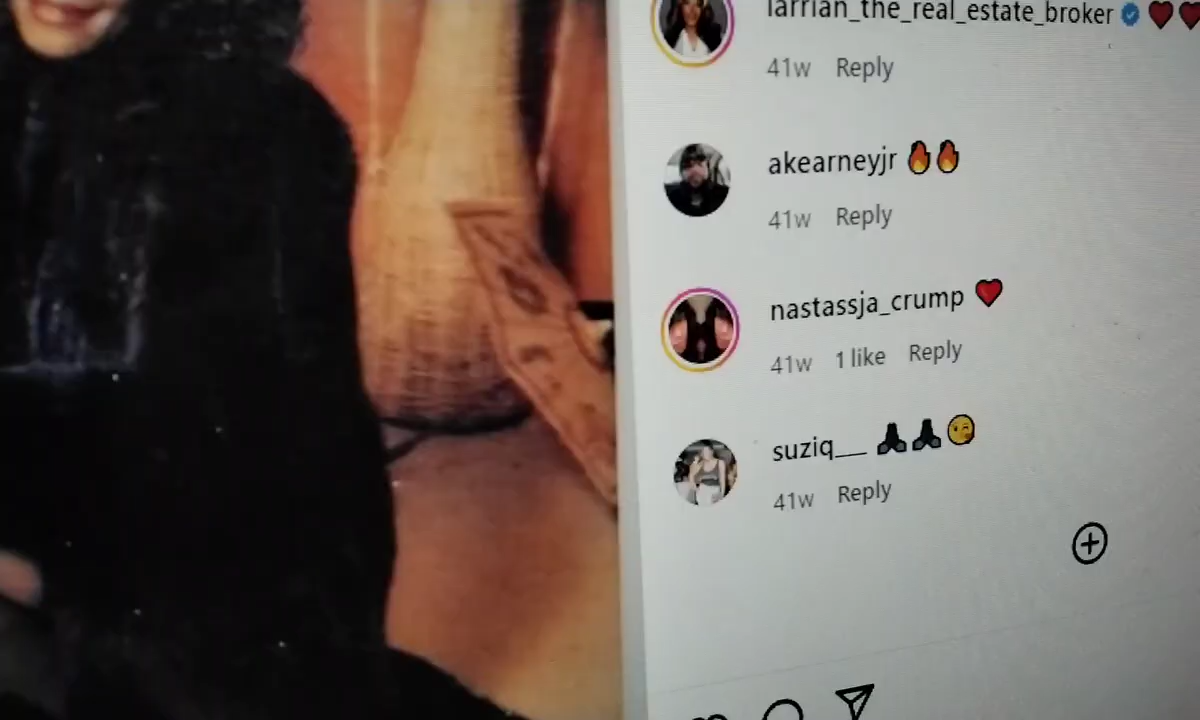 larrian_the_real_estate_broker ❤️❤️
41w Reply
akearneyjr 🔥🔥
41w Reply
nastassja_crump ❤️
41w 1 like Reply
suziq__ 🙏🏿🙏🏿😘
41w Reply